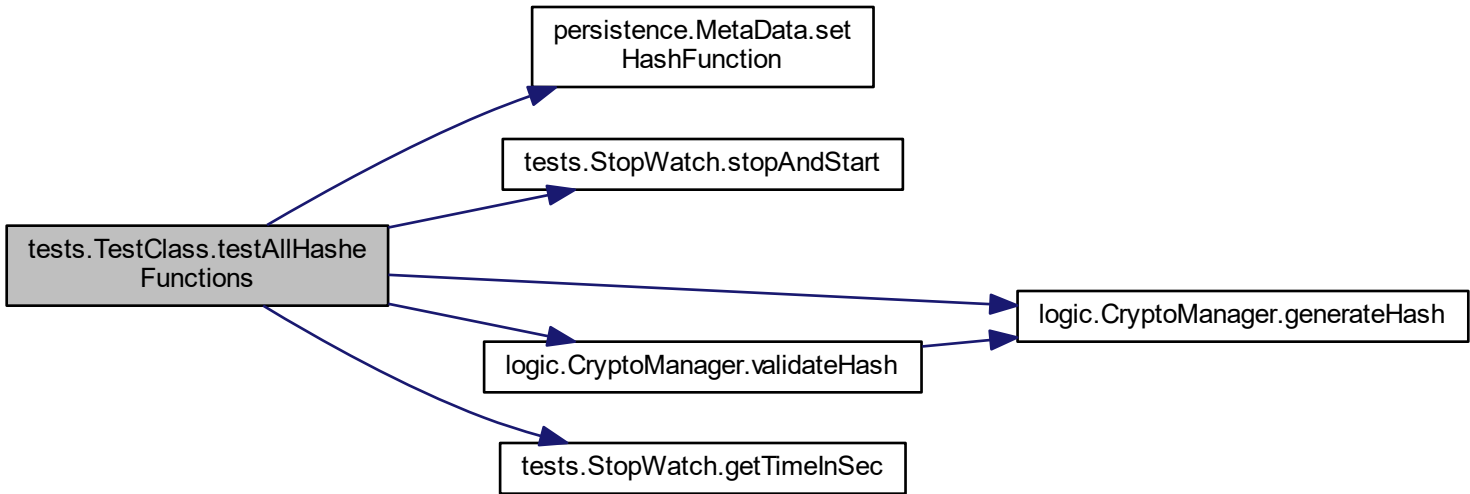 persistence.MetaData.set
HashFunction
tests.StopWatch.stopAndStart
tests.TestClass.testAllHashe
Functions
logic.CryptoManager.generateHash
logic.CryptoManager.validateHash
tests.StopWatch.getTimeInSec